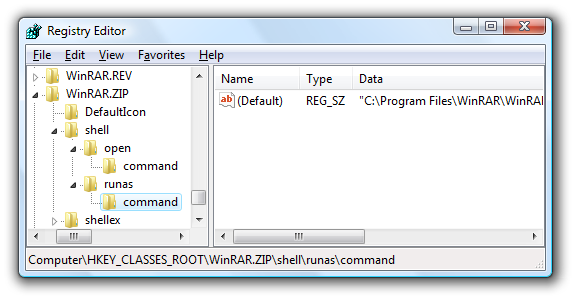 Registry Editor
File Edit View Favorites Help
WinRAR.REV
WinRAR.ZIP
DefaultIcon
shell
open
command
runas
command
shellex
Name Type Data
ab (Default) REG_SZ "C:\Program Files\WinRAR\WinRAI
Computer\HKEY_CLASSES_ROOT\WinRAR.ZIP\shell\runas\command